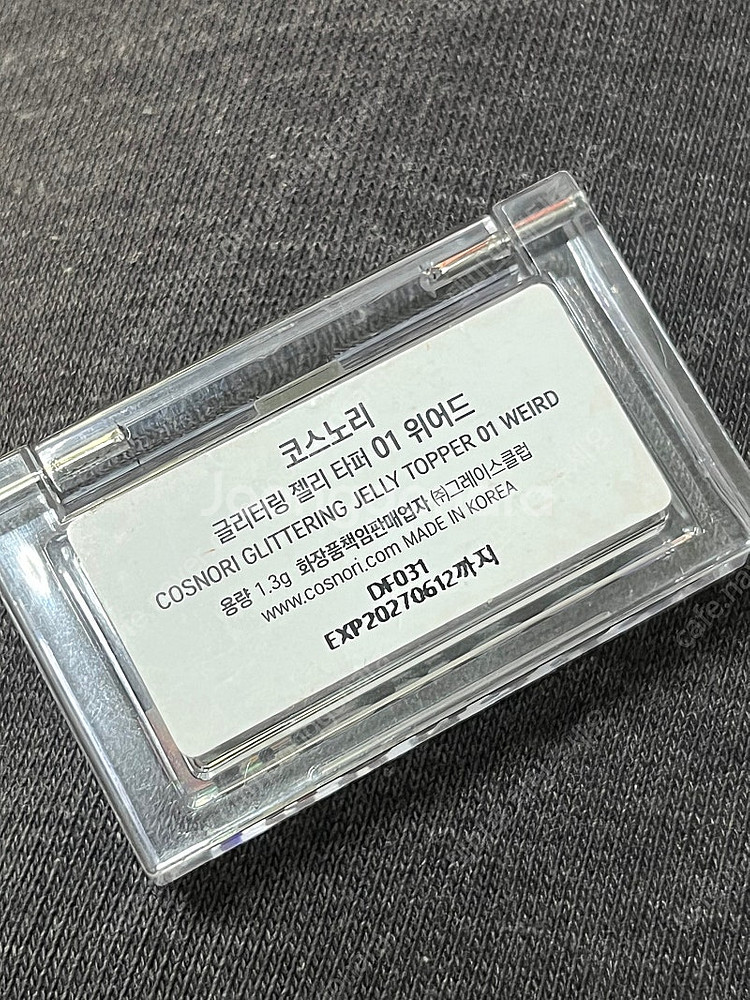 코스노리
글리터링 젤리 타퍼 01 위어드
COSNORI GLITTERING JELLY TOPPER 01 WEIRD
용량 1.3g 화장품책임판매업자 ㈜그레이스클럽
www.cosnori.com MADE IN KOREA
DF031
EXP20270612까지